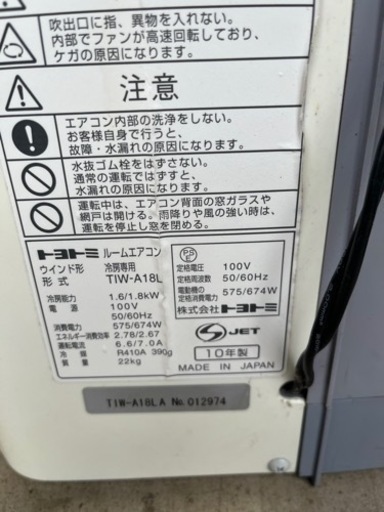 吹出口に指、異物を入れない。
内部でファンが高速回転しており、
ケガの原因になります。
注意
エアコン内部の洗浄をしない。
お客様自身で行うと、
故障・水漏れの原因になります。
水抜ゴム栓をはずさない。
通常の運転ではずすと、
水漏れの原因になります。
運転中は、エアコン背面の窓ガラスや
網戸は開ける。雨降りや風の強い時は、
運転を停止し窓を閉める。
トヨトミ ルームエアコン
ウインド形 冷房専用
形式 TIW-A18L
冷房能力 1.6/1.8kW
電源 100V
50/60Hz
消費電力 575/674W
エネルギー消費効率 2.78/2.67
運転電流 6.6/7.0A
冷媒 R410A 390g
質量 22kg
PSE
定格電圧 100V
定格周波数 50/60Hz
電動機の
定格消費電力 575/674W
株式会社トヨトミ
JET
10年製
MADE IN JAPAN
TIW-A18LA No.012974